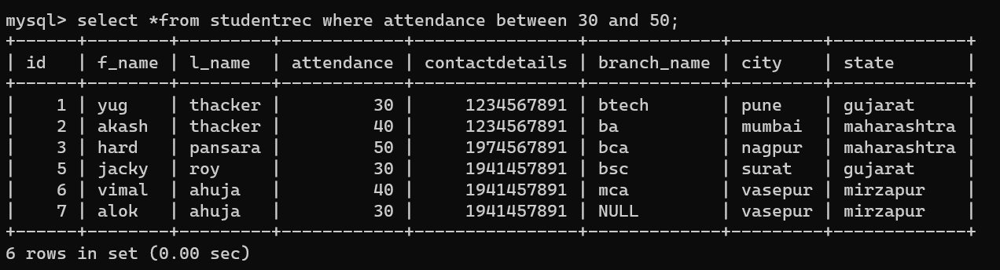 mysql> select *from studentrec where attendance between 30 and 50;
+------+--------+---------+------------+----------------+-------------+---------+-------------+
| id   | f_name | l_name  | attendance | contactdetails | branch_name | city    | state       |
+------+--------+---------+------------+----------------+-------------+---------+-------------+
|    1 | yug    | thacker |         30 |     1234567891 | btech       | pune    | gujarat     |
|    2 | akash  | thacker |         40 |     1234567891 | ba          | mumbai  | maharashtra |
|    3 | hard   | pansara |         50 |     1974567891 | bca         | nagpur  | maharashtra |
|    5 | jacky  | roy     |         30 |     1941457891 | bsc         | surat   | gujarat     |
|    6 | vimal  | ahuja   |         40 |     1941457891 | mca         | vasepur | mirzapur    |
|    7 | alok   | ahuja   |         30 |     1941457891 | NULL        | vasepur | mirzapur    |
+------+--------+---------+------------+----------------+-------------+---------+-------------+
6 rows in set (0.00 sec)